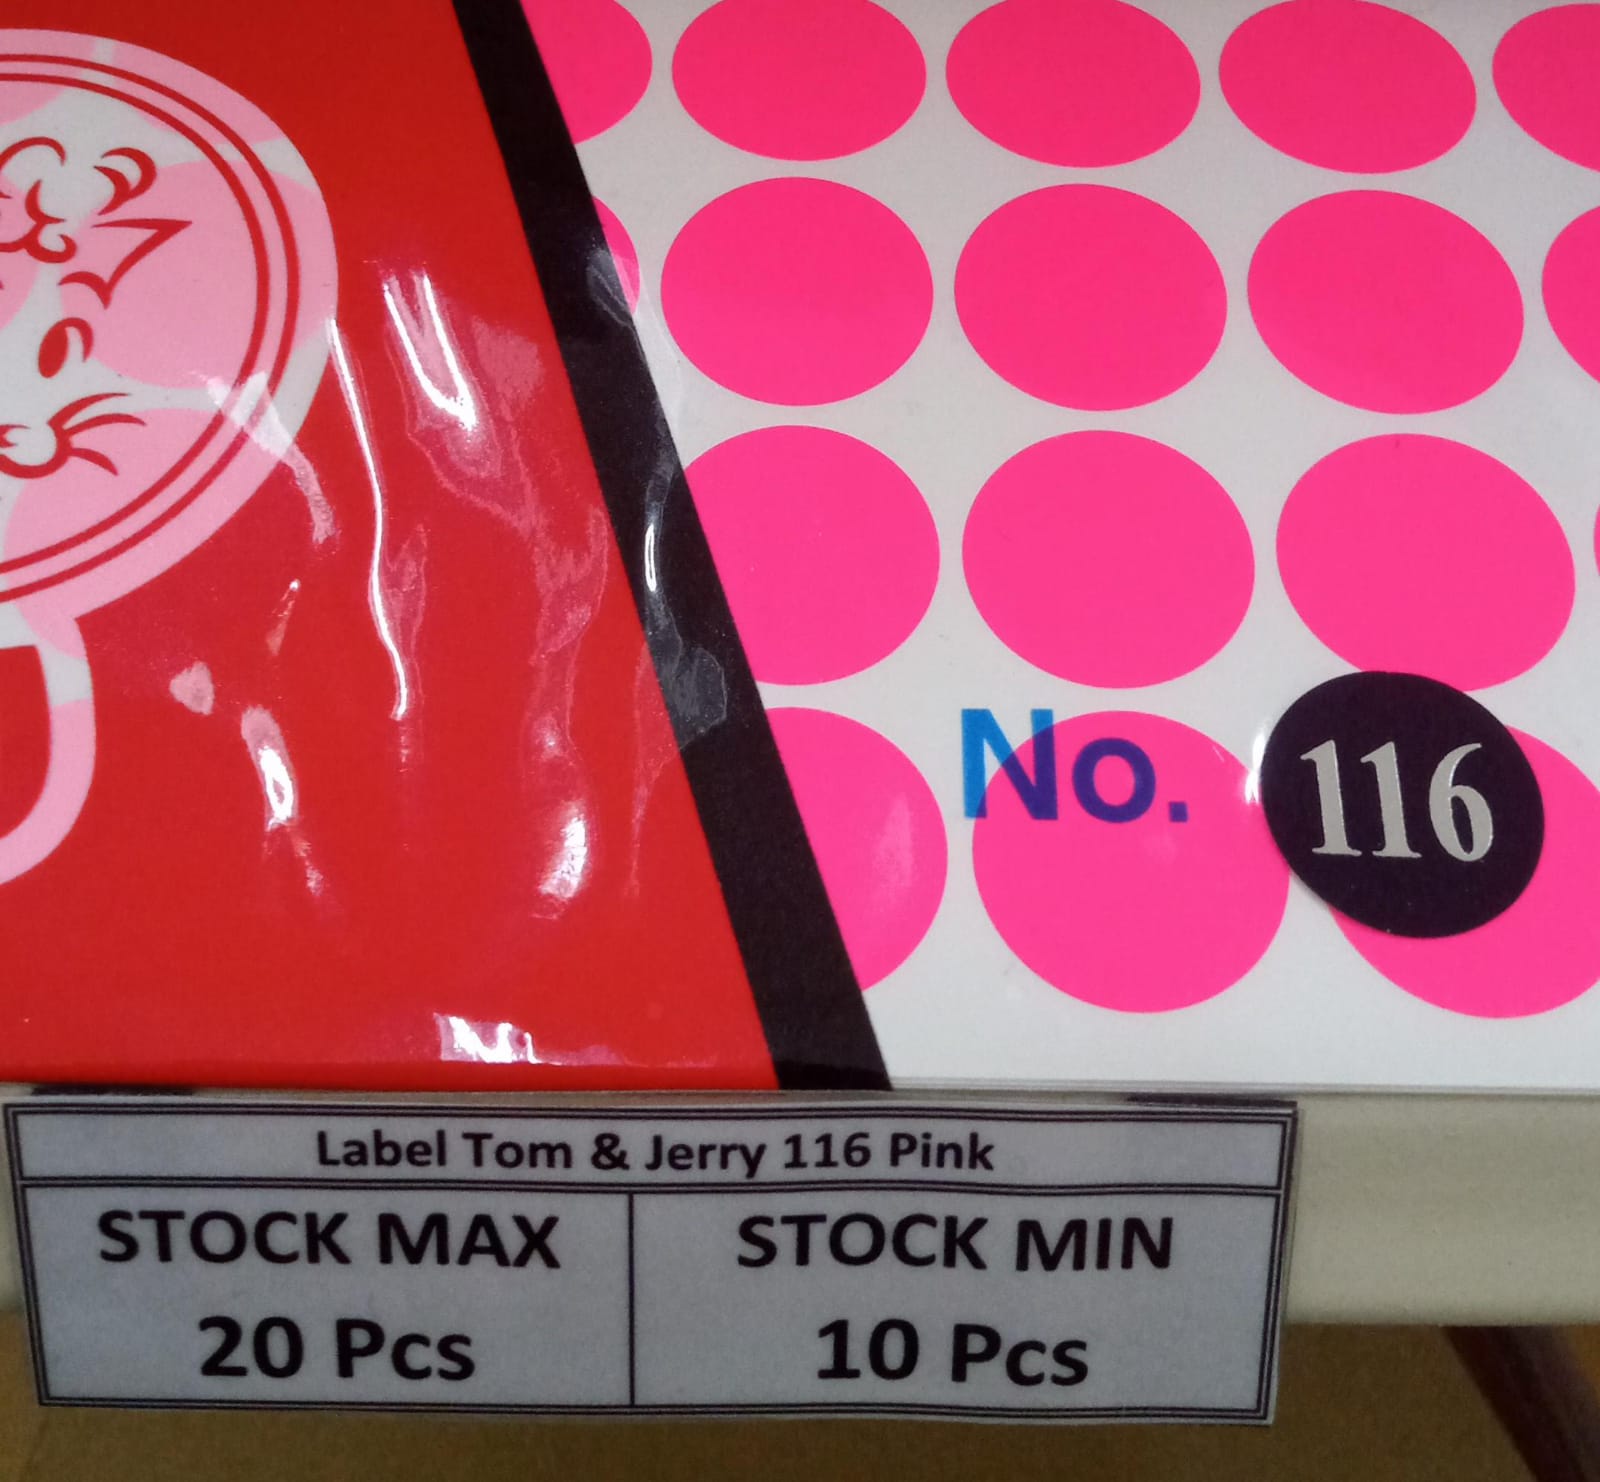 No. 116
Label Tom & Jerry 116 Pink
STOCK MAX
STOCK MIN
20 Pcs
10 Pcs